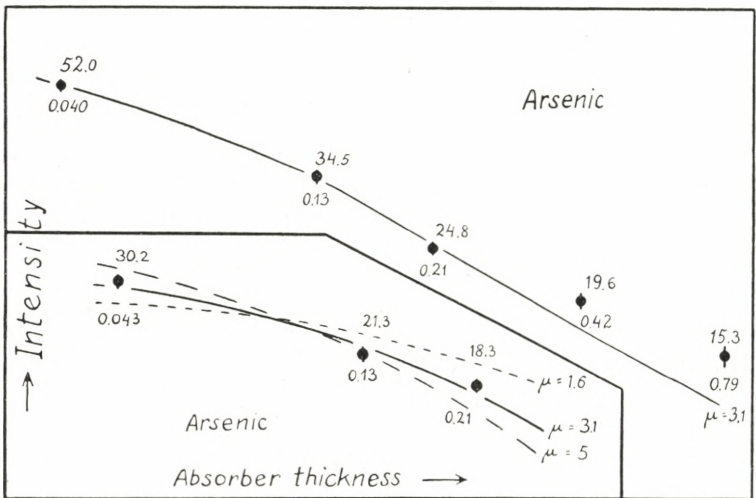 52.0
0.040
Arsenic
34.5
0.13
24.8
0.21
19.6
0.42
15.3
0.79
μ=3,1
→ Intensity
30.2
0.043
21.3
0.13
18.3
0.21
μ=1.6
μ=3.1
μ=5
Arsenic
Absorber thickness →